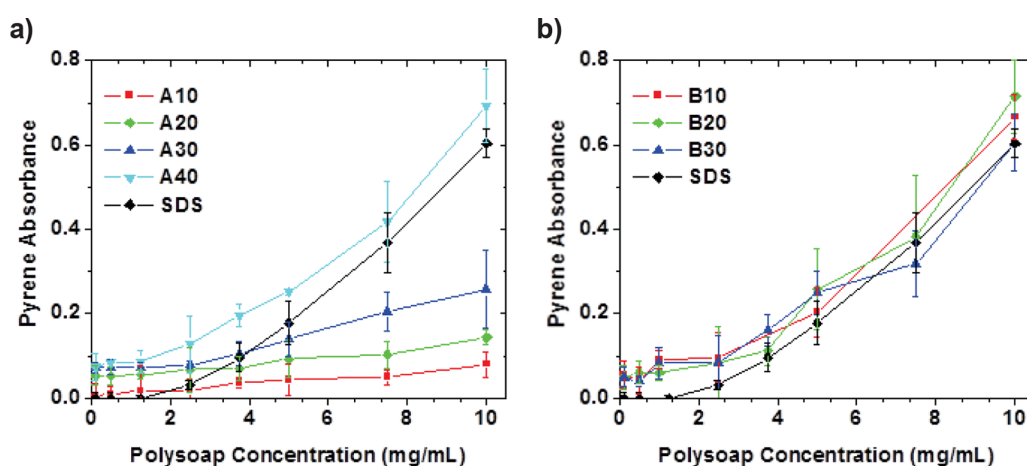 a)
0.8
0.6
0.4
0.2
0.0
Pyrene Absorbance
A10
A20
A30
A40
SDS
0 2 4 6 8 10
Polysoap Concentration (mg/mL)
b)
0.8
0.6
0.4
0.2
0.0
Pyrene Absorbance
B10
B20
B30
SDS
0 2 4 6 8 10
Polysoap Concentration (mg/mL)